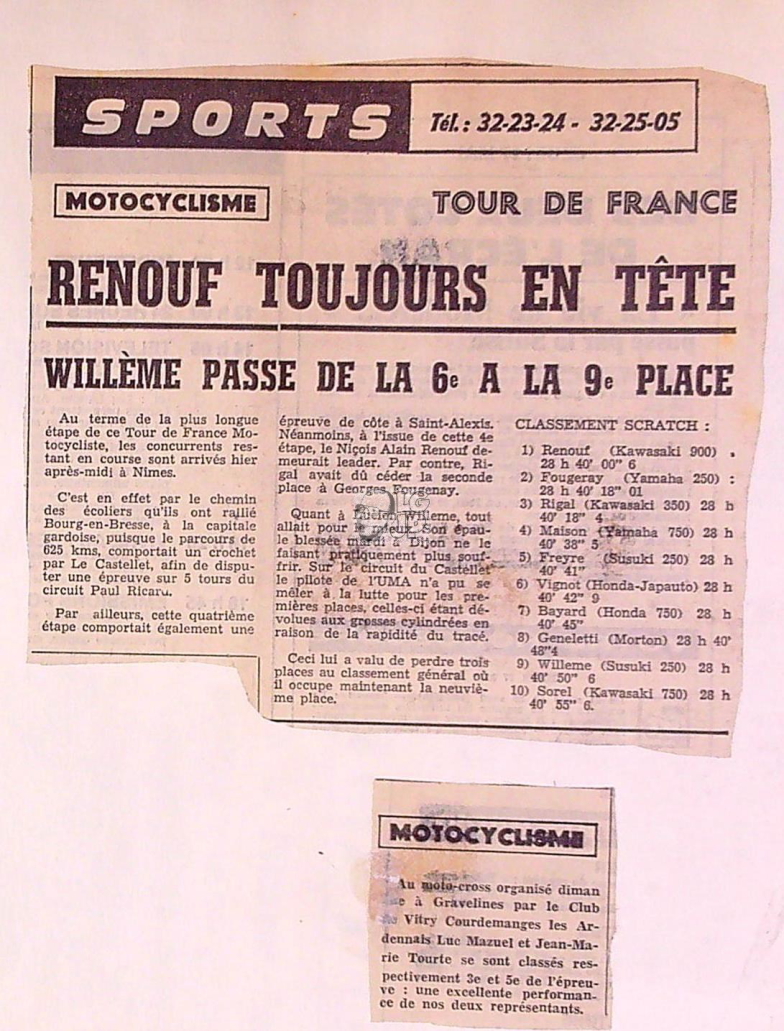 SPORTS
Tél. : 32-23-24 - 32-25-05
MOTOCYCLISME
TOUR DE FRANCE
RENOUF TOUJOURS EN TÊTE
WILLÈME PASSE DE LA 6e A LA 9e PLACE
Au terme de la plus longue
étape de ce Tour de France Mo-
tocycliste, les concurrents res-
tant en course sont arrivés hier
après-midi à Nimes.
C'est en effet par le chemin
des écoliers qu'ils ont rallié
Bourg-en-Bresse, à la capitale
gardoise, puisque le parcours de
625 kms, comportait un crochet
par Le Castellet, afin de dispu-
ter une épreuve sur 5 tours du
circuit Paul Ricard.
Par ailleurs, cette quatrième
étape comportait également une
épreuve de côte à Saint-Alexis.
Néanmoins, à l'issue de cette 4e
étape, le Niçois Alain Renouf de-
meurait leader. Par contre, Ri-
gal avait dû céder la seconde
place à Georges Fougenay.
Quant à Lucien Willeme, tout
allait pour le mieux. Son épau-
le blessée mardi à Dijon ne le
faisant pratiquement plus souf-
frir. Sur le circuit du Castellet
le pilote de l'UMA n'a pu se
mêler à la lutte pour les pre-
mières places, celles-ci étant dé-
volues aux grosses cylindrées en
raison de la rapidité du tracé.
Ceci lui a valu de perdre trois
places au classement général où
il occupe maintenant la neuviè-
me place.
CLASSEMENT SCRATCH :
1) Renouf (Kawasaki 900) .
28 h 40' 00" 6
2) Fougeray (Yamaha 250) :
28 h 40' 18" 01
3) Rigal (Kawasaki 350) 28 h
40' 18" 4
4) Maison (Yamaha 750) 28 h
40' 38" 5
5) Freyre (Susuki 250) 28 h
40' 41"
6) Vignot (Honda-Japauto) 28 h
40' 42" 9
7) Bayard (Honda 750) 28 h
40' 45"
8) Geneletti (Morton) 28 h 40'
48"4
9) Willeme (Susuki 250) 28 h
40' 50" 6
10) Sorel (Kawasaki 750) 28 h
40' 55" 6.
MOTOCYCLISME
Au moto-cross organisé diman
à Gravelines par le Club
Vitry Courdemanges les Ar-
dennais Luc Mazuel et Jean-Ma-
rie Tourte se sont classés res-
pectivement 3e et 5e de l'épreu-
ve : une excellente performan-
ce de nos deux représentants.